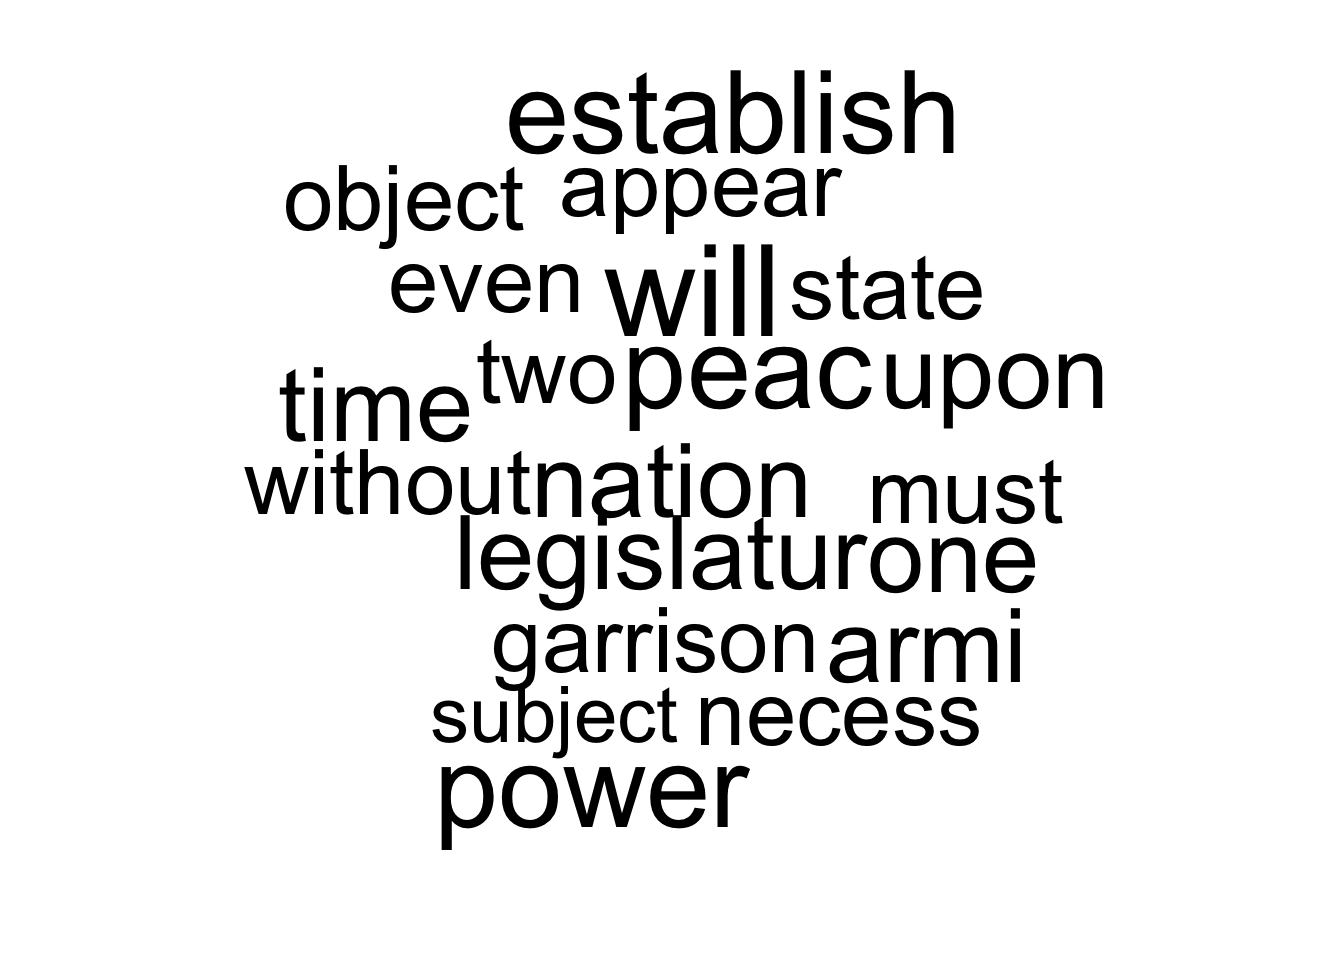 establish
object appear
even will state
time two peac upon
without nation must
legislatur one
garrison armi
subject necess
power